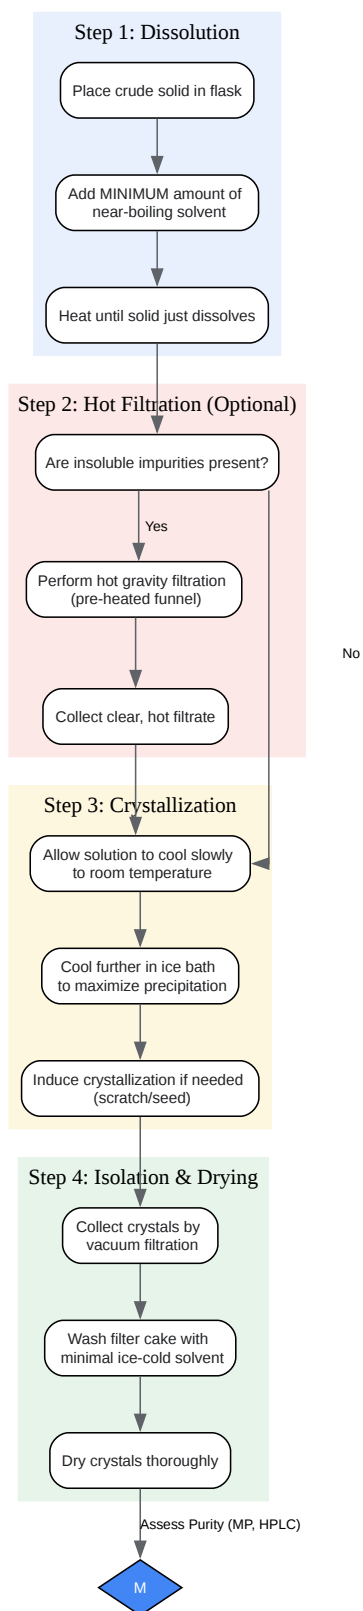 Step 1: Dissolution
Place crude solid in flask
Add MINIMUM amount of
near-boiling solvent
Heat until solid just dissolves
Step 2: Hot Filtration (Optional)
Are insoluble impurities present?
Yes
Perform hot gravity filtration
(pre-heated funnel)
No
Collect clear, hot filtrate
Step 3: Crystallization
Allow solution to cool slowly
to room temperature
Cool further in ice bath
to maximize precipitation
Induce crystallization if needed
(scratch/seed)
Step 4: Isolation & Drying
Collect crystals by
vacuum filtration
Wash filter cake with
minimal ice-cold solvent
Dry crystals thoroughly
Assess Purity (MP, HPLC)
M